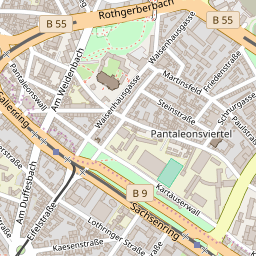 Rothgerberbach
B 55
B 55
Pantaleonswall
Am Weidenbach
Waisenhausgasse
Waisenhausgasse
Martinsfeld
Friedenstraße
Steinstraße
Schnurgasse
Pantaleonsviertel
Am Duffesbach
Eifelstraße
B 9
Kartäuserwall
Sachsenring
Lothringer Straße
Kaesenstraße